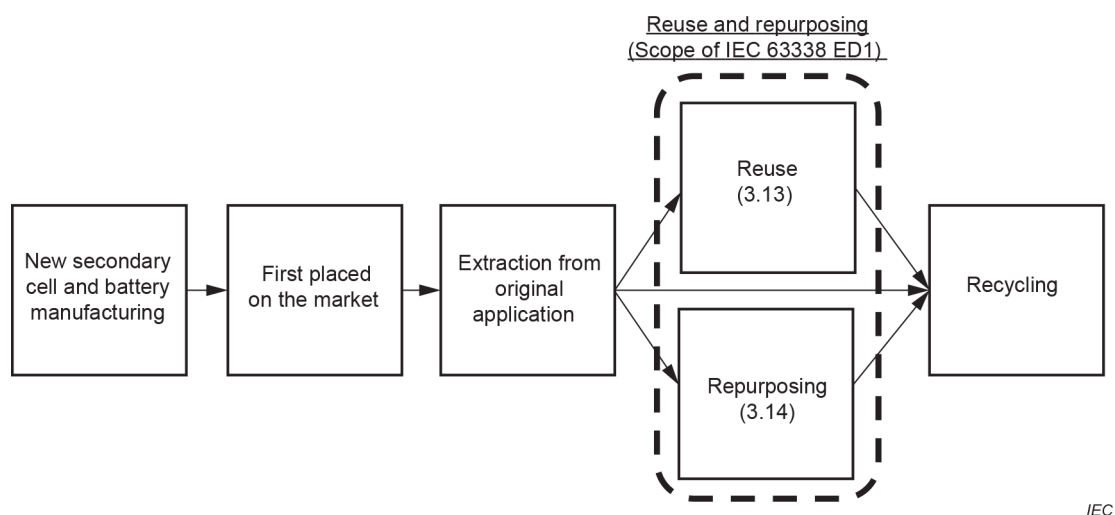 Reuse and repurposing
(Scope of IEC 63338 ED1)
New secondary
cell and battery
manufacturing
First placed
on the market
Extraction from
original
application
Reuse
(3.13)
Repurposing
(3.14)
Recycling
IEC